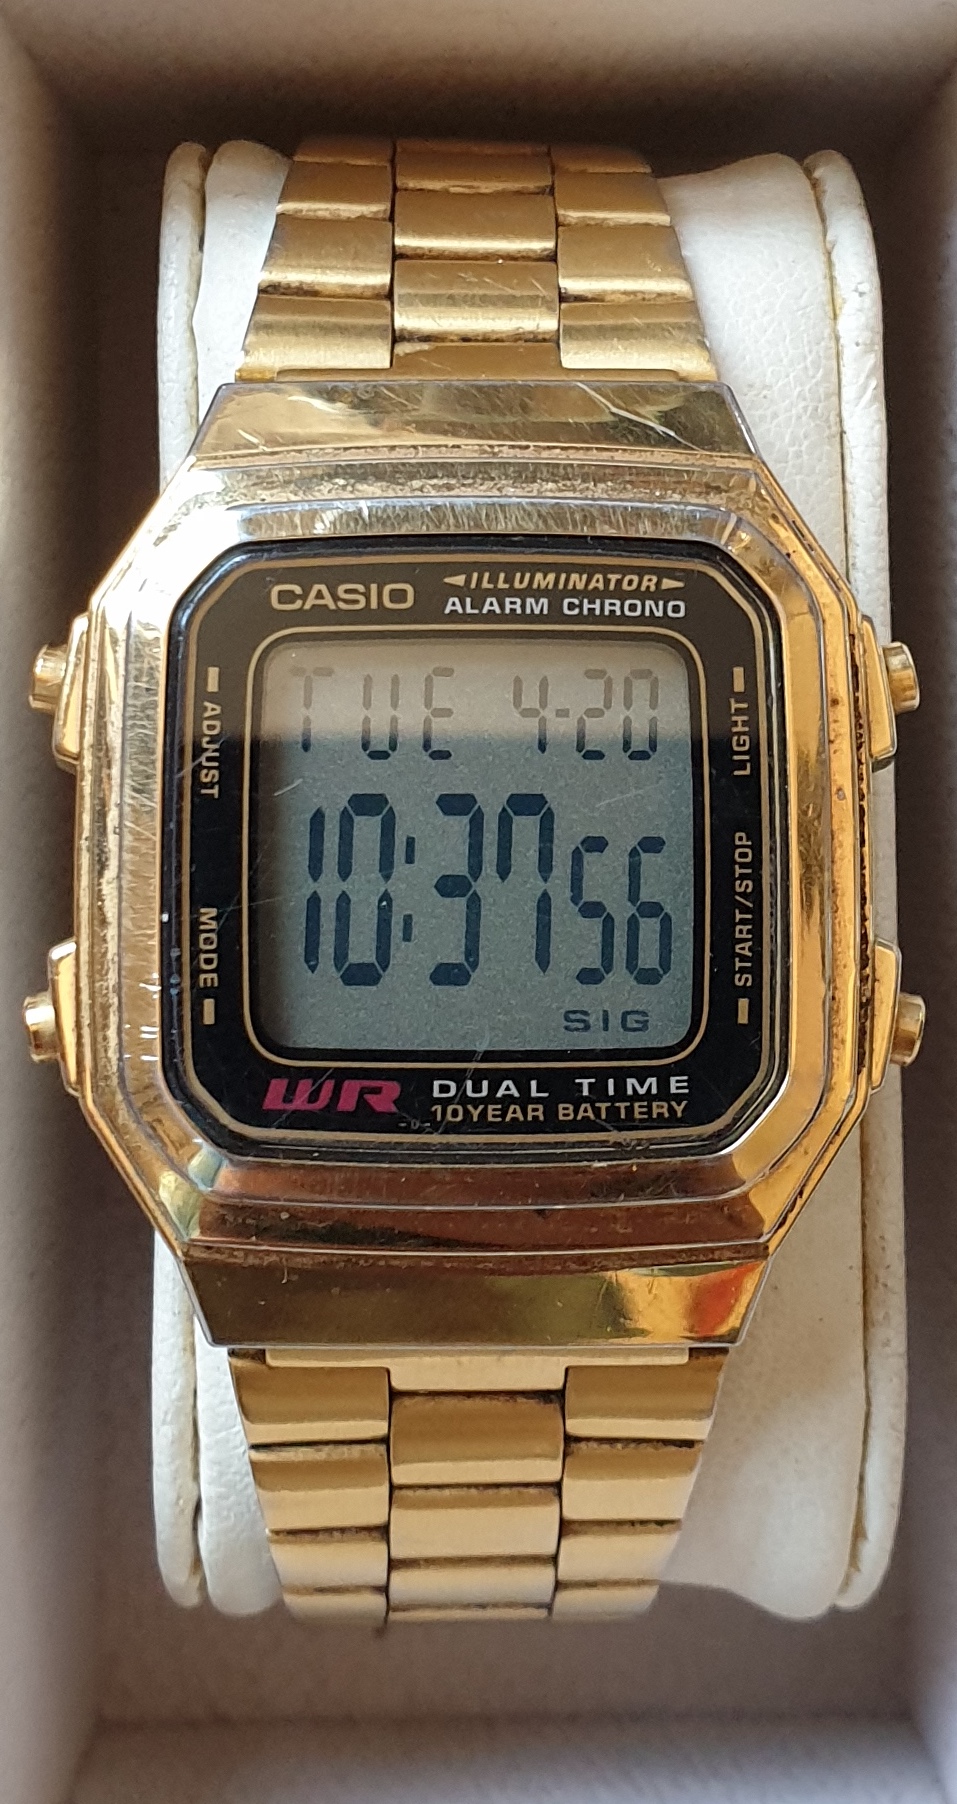 CASIO
ILLUMINATOR
ALARM CHRONO
ADJUST
LIGHT
TUE 4-20
10:37 56
SIG
MODE
START/STOP
WR
DUAL TIME
10YEAR BATTERY